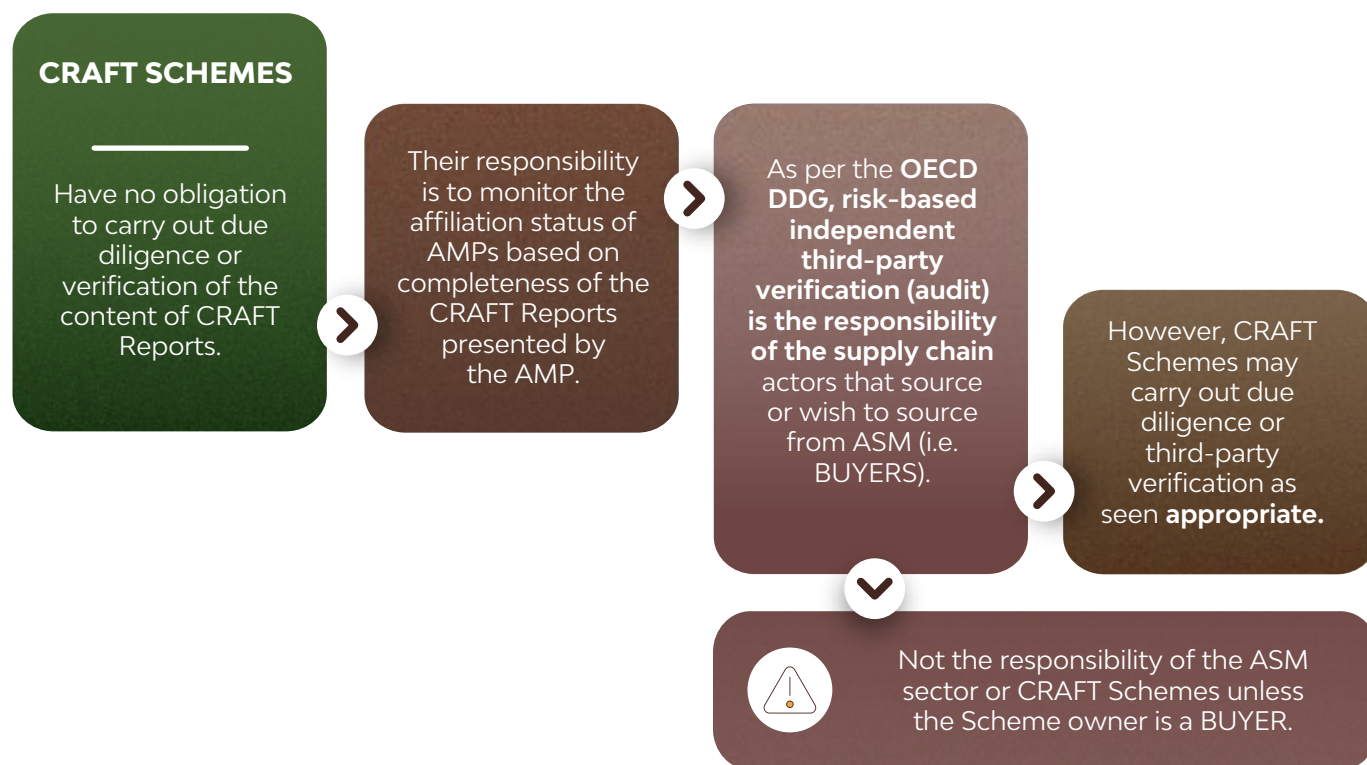 CRAFT SCHEMES
Have no obligation
to carry out due
diligence or
verification of the
content of CRAFT
Reports.
Their responsibility
is to monitor the
affiliation status of
AMPs based on
completeness of the
CRAFT Reports
presented by
the AMP.
As per the OECD
DDG, risk-based
independent
third-party
verification (audit)
is the responsibility
of the supply chain
actors that source
or wish to source
from ASM (i.e.
BUYERS).
However, CRAFT
Schemes may
carry out due
diligence or
third-party
verification as
seen appropriate.
Not the responsibility of the ASM
sector or CRAFT Schemes unless
the Scheme owner is a BUYER.